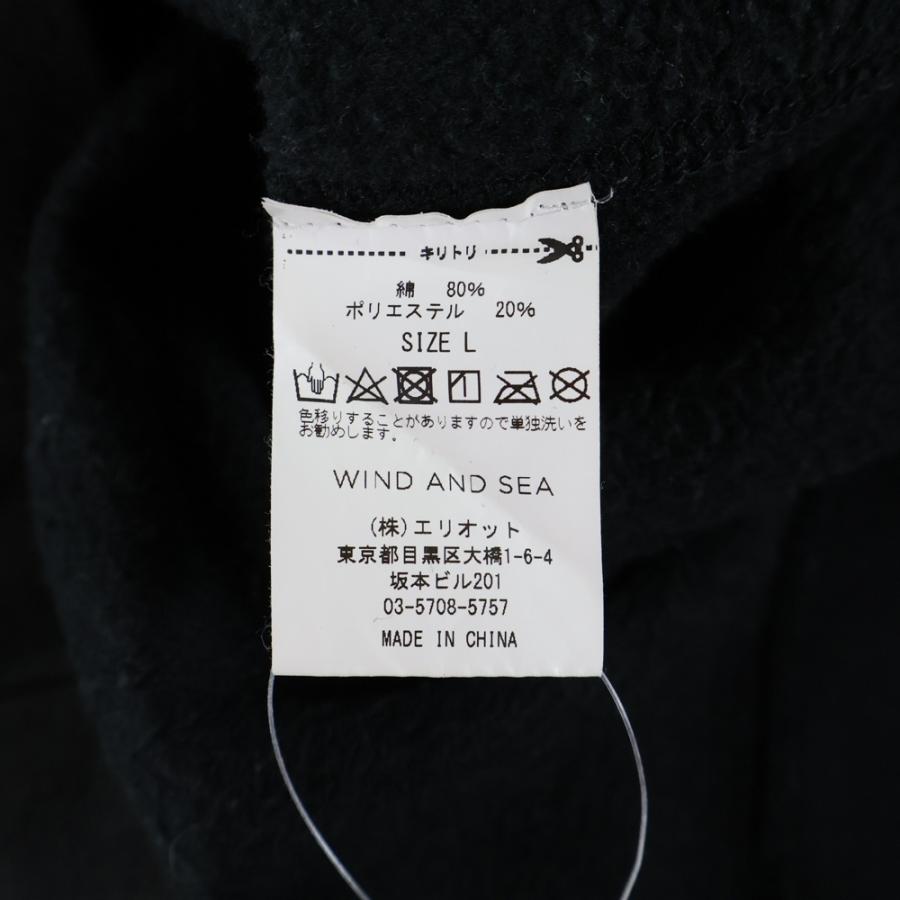 キリトリ
綿 80%
ポリエステル 20%
SIZE L
色移りすることがありますので単独洗いを
お勧めします。
WIND AND SEA
(株)エリオット
東京都目黒区大橋1-6-4
坂本ビル201
03-5708-5757
MADE IN CHINA